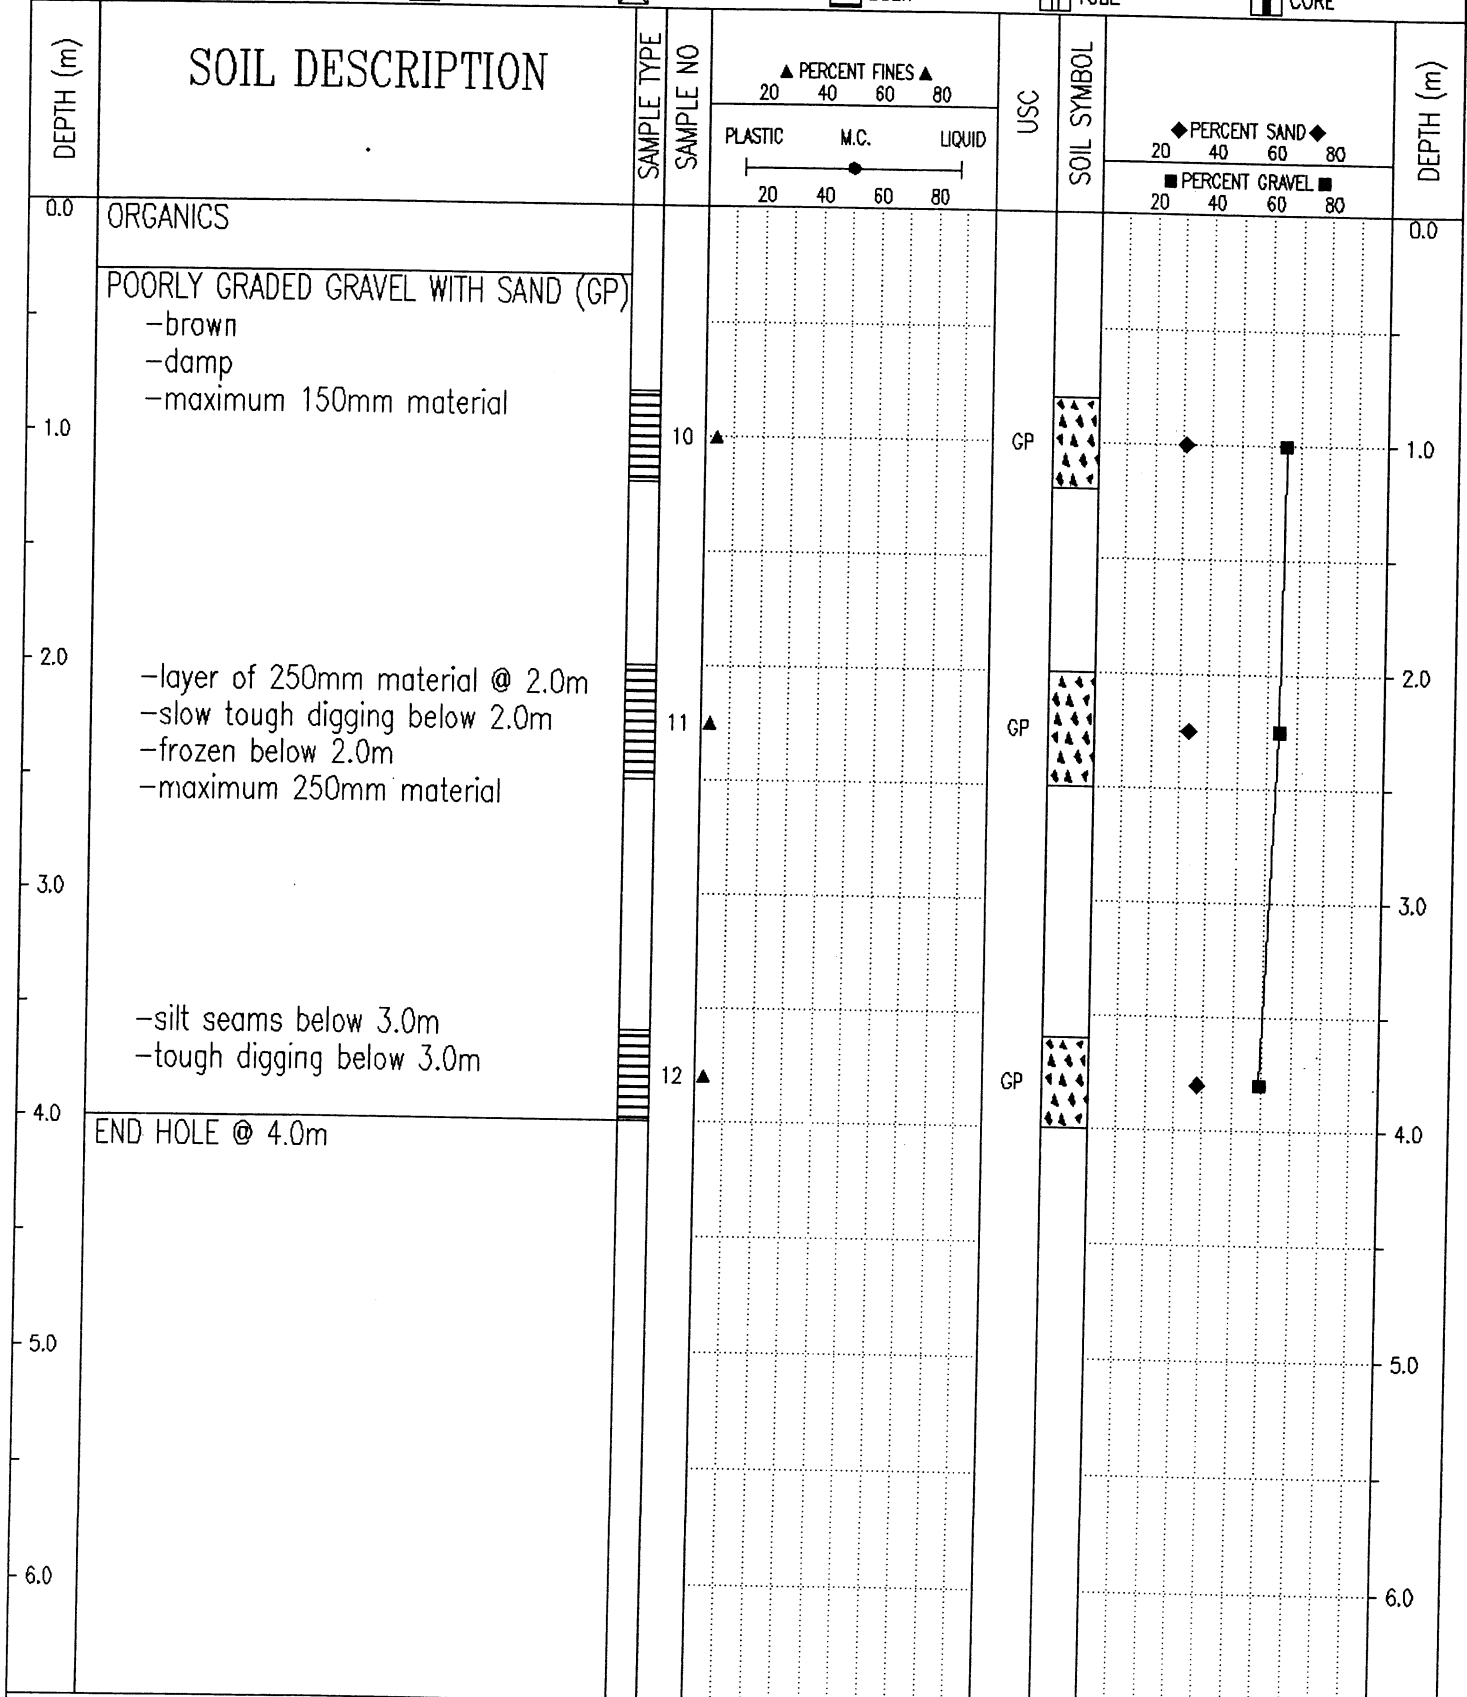 CORE
DEPTH (m)
SOIL DESCRIPTION
SAMPLE TYPE
SAMPLE NO
▲ PERCENT FINES ▲
20 40 60 80
PLASTIC M.C. LIQUID
20 40 60 80
USC
SOIL SYMBOL
◆PERCENT SAND◆
20 40 60 80
■PERCENT GRAVEL■
20 40 60 80
DEPTH (m)
0.0 ORGANICS 0.0
POORLY GRADED GRAVEL WITH SAND (GP)
-brown
-damp
-maximum 150mm material
1.0 10 GP 1.0
2.0 2.0
-layer of 250mm material @ 2.0m
-slow tough digging below 2.0m 11 GP
-frozen below 2.0m
-maximum 250mm material
3.0 3.0
-silt seams below 3.0m
-tough digging below 3.0m 12 GP
4.0 4.0
END HOLE @ 4.0m
5.0 5.0
6.0 6.0